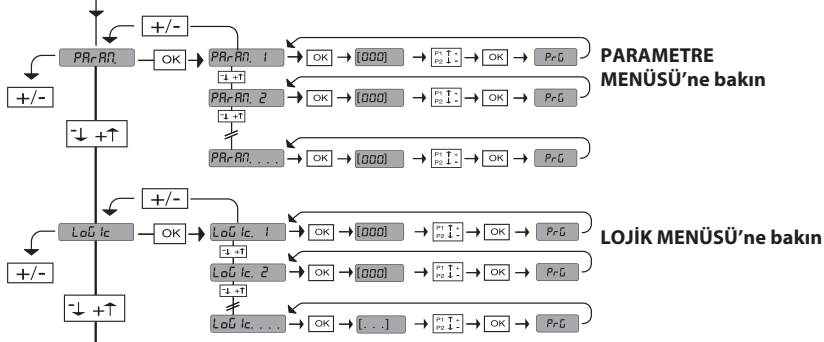 +/-
PArAM. OK PArAM. 1 OK [000] P1 ↑ + P2 ↓ - OK PrG
PARAMETRE MENÜSÜ'ne bakın
+/-
-↓ +↑
PArAM. 2 OK [000] P1 ↑ + P2 ↓ - OK PrG
-↓ +↑
-↓ +↑
PArAM. . . . OK [000] P1 ↑ + P2 ↓ - OK PrG
+/-
LoGIc OK LoGIc. 1 OK [000] P1 ↑ + P2 ↓ - OK PrG
LOJİK MENÜSÜ'ne bakın
+/-
-↓ +↑
LoGIc. 2 OK [000] P1 ↑ + P2 ↓ - OK PrG
-↓ +↑
-↓ +↑
LoGIc. . . . OK [. . .] P1 ↑ + P2 ↓ - OK PrG